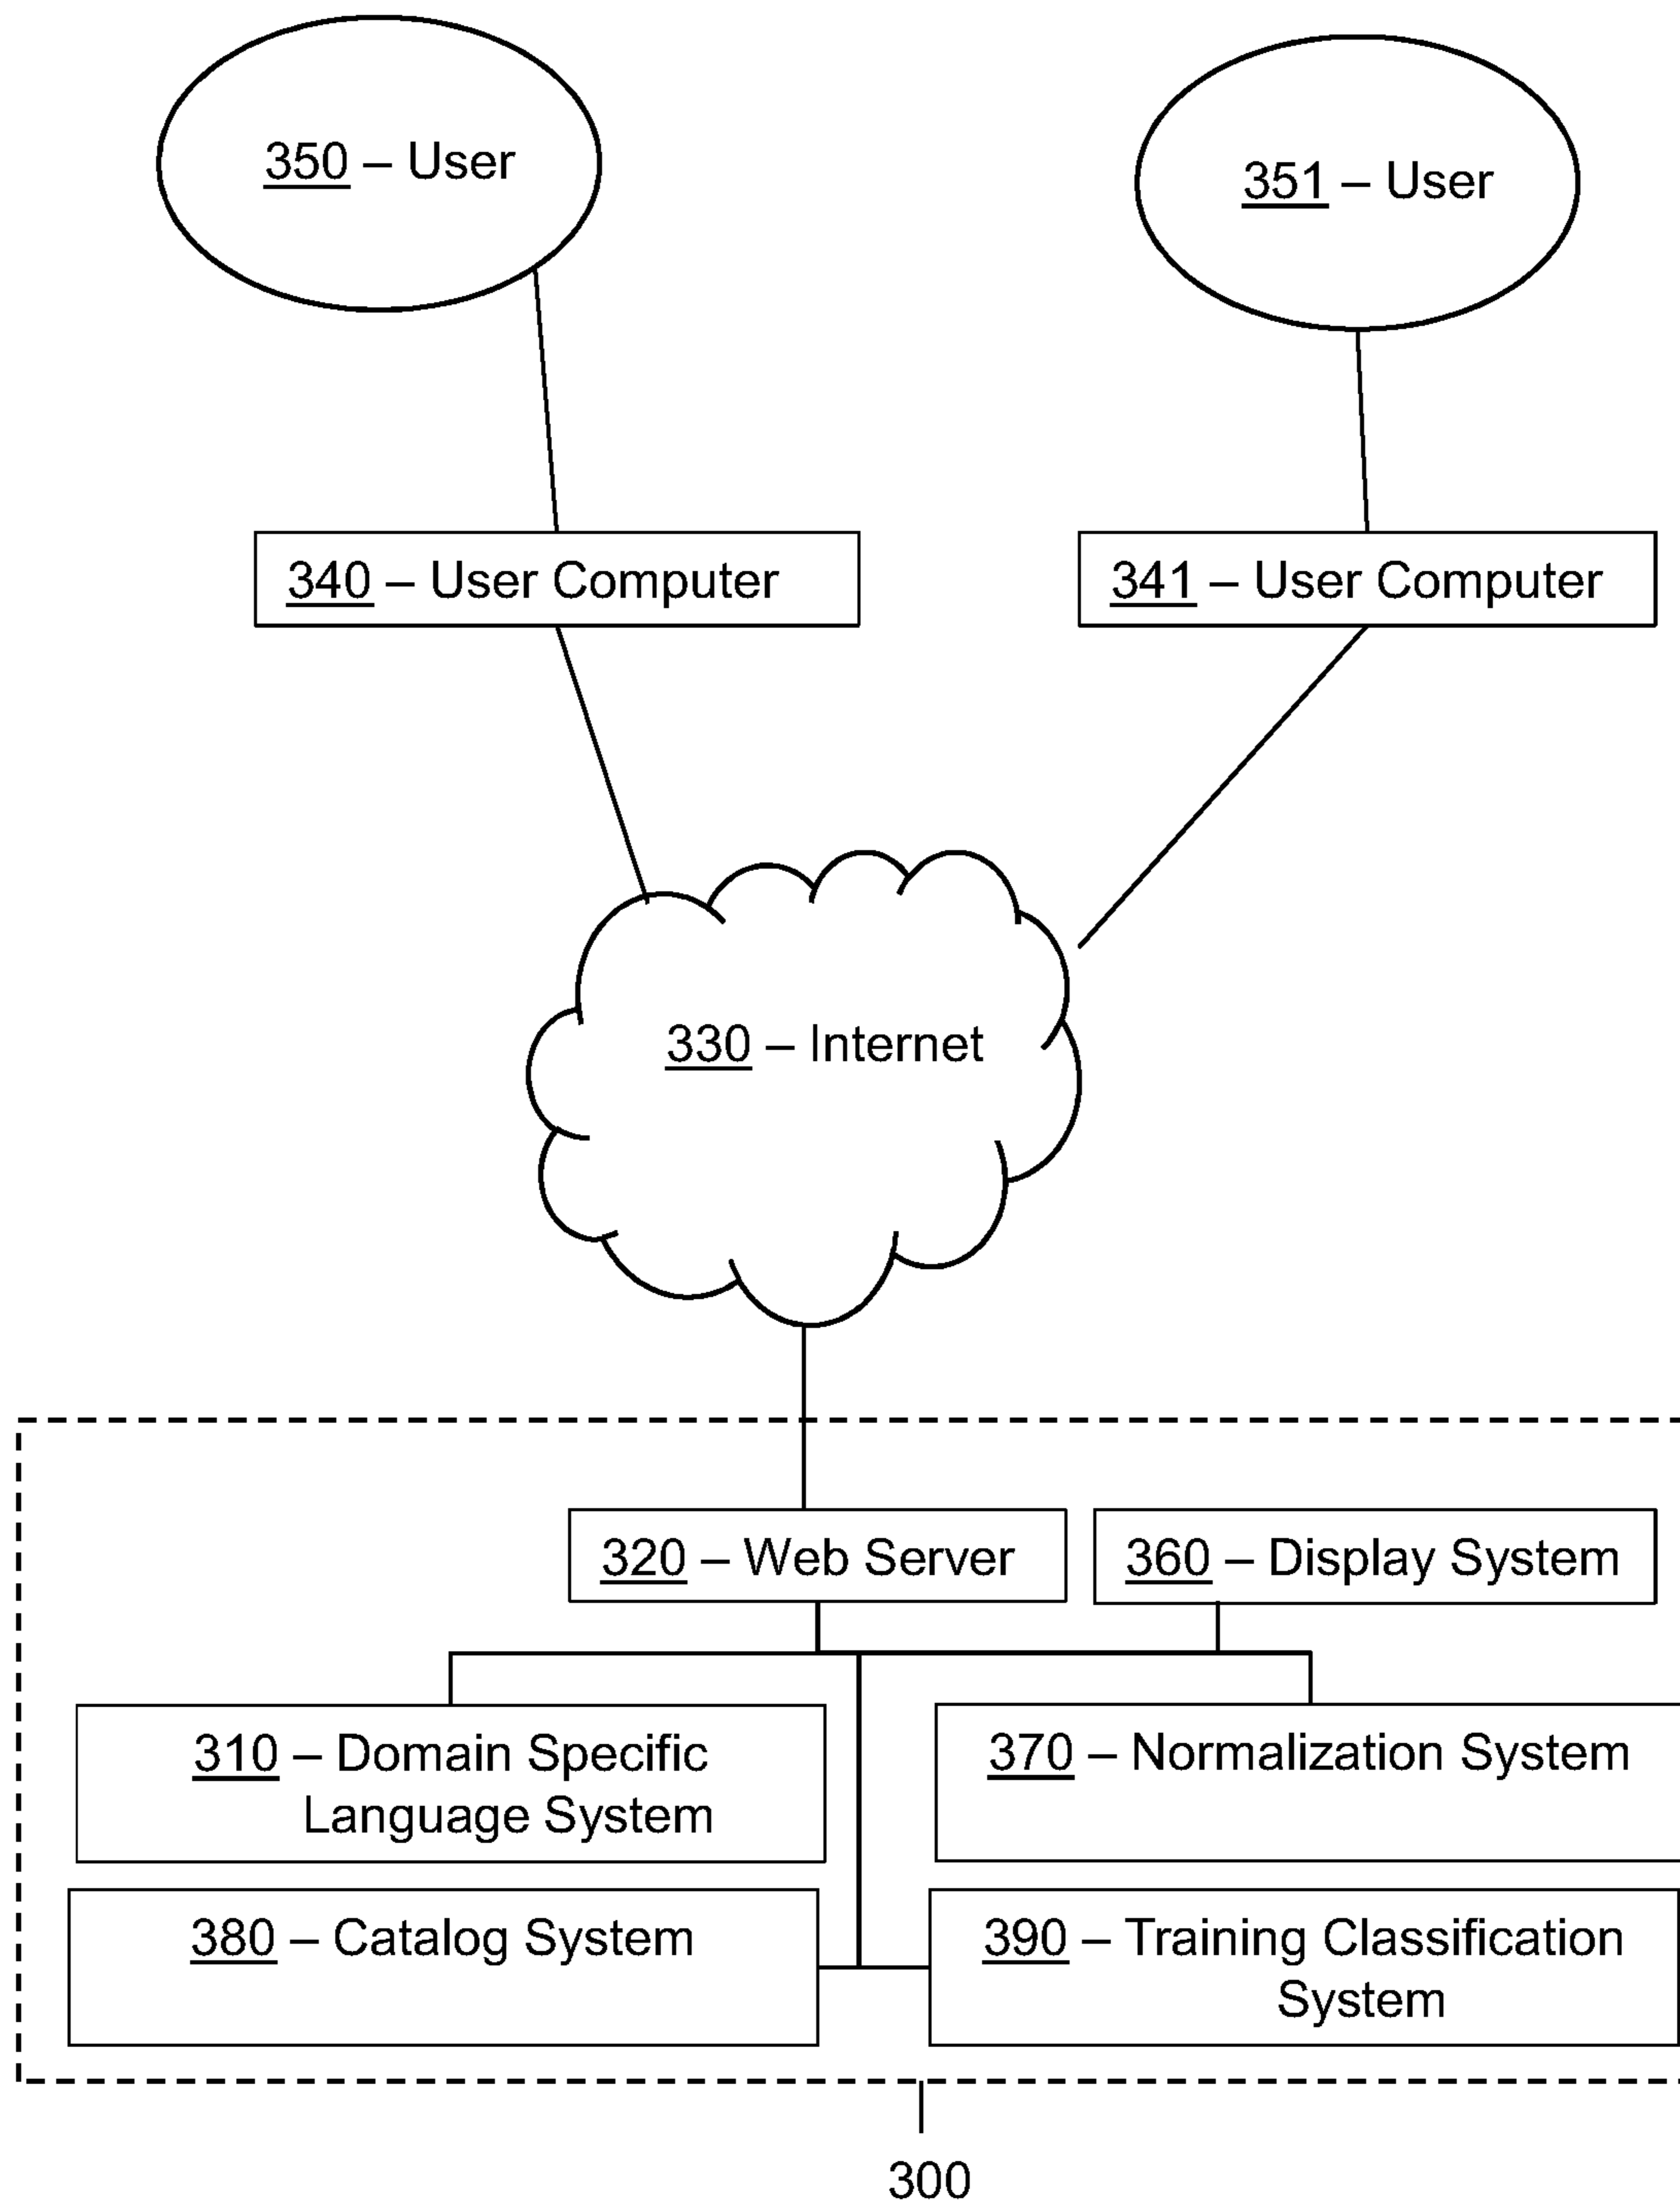 350 – User
351 – User
340 – User Computer
341 – User Computer
330 – Internet
320 – Web Server
360 – Display System
310 – Domain Specific
Language System
370 – Normalization System
380 – Catalog System
390 – Training Classification
System
300